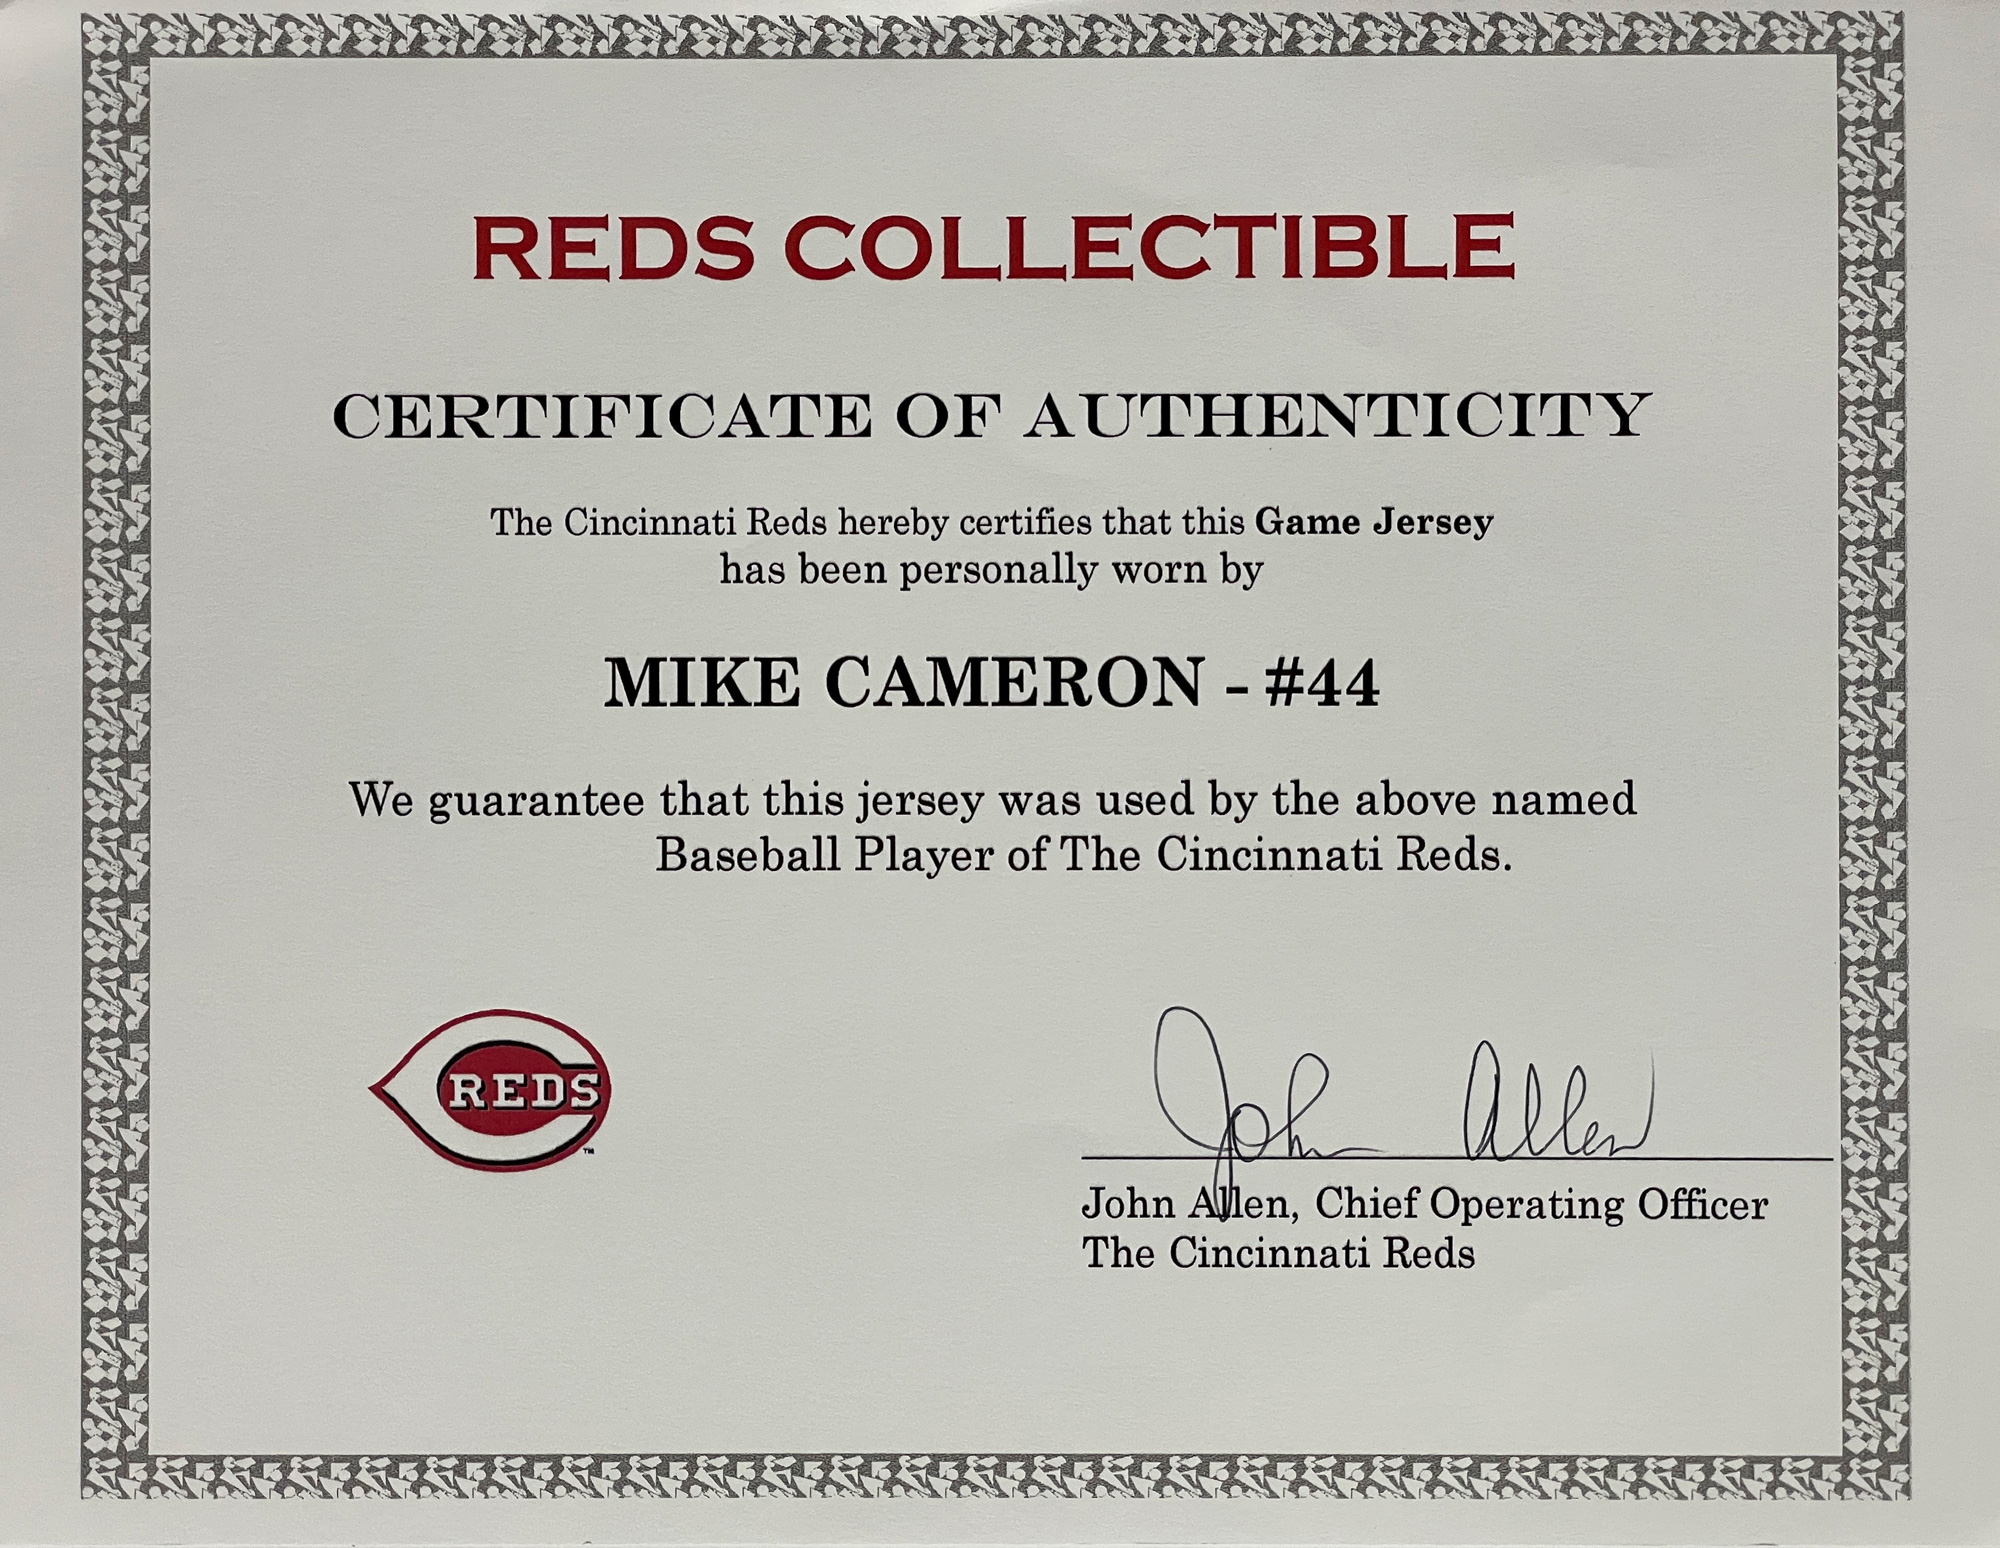 REDS COLLECTIBLE
CERTIFICATE OF AUTHENTICITY
The Cincinnati Reds hereby certifies that this Game Jersey
has been personally worn by
MIKE CAMERON - #44
We guarantee that this jersey was used by the above named
Baseball Player of The Cincinnati Reds.
REDS
TM
John Allen
John Allen, Chief Operating Officer
The Cincinnati Reds